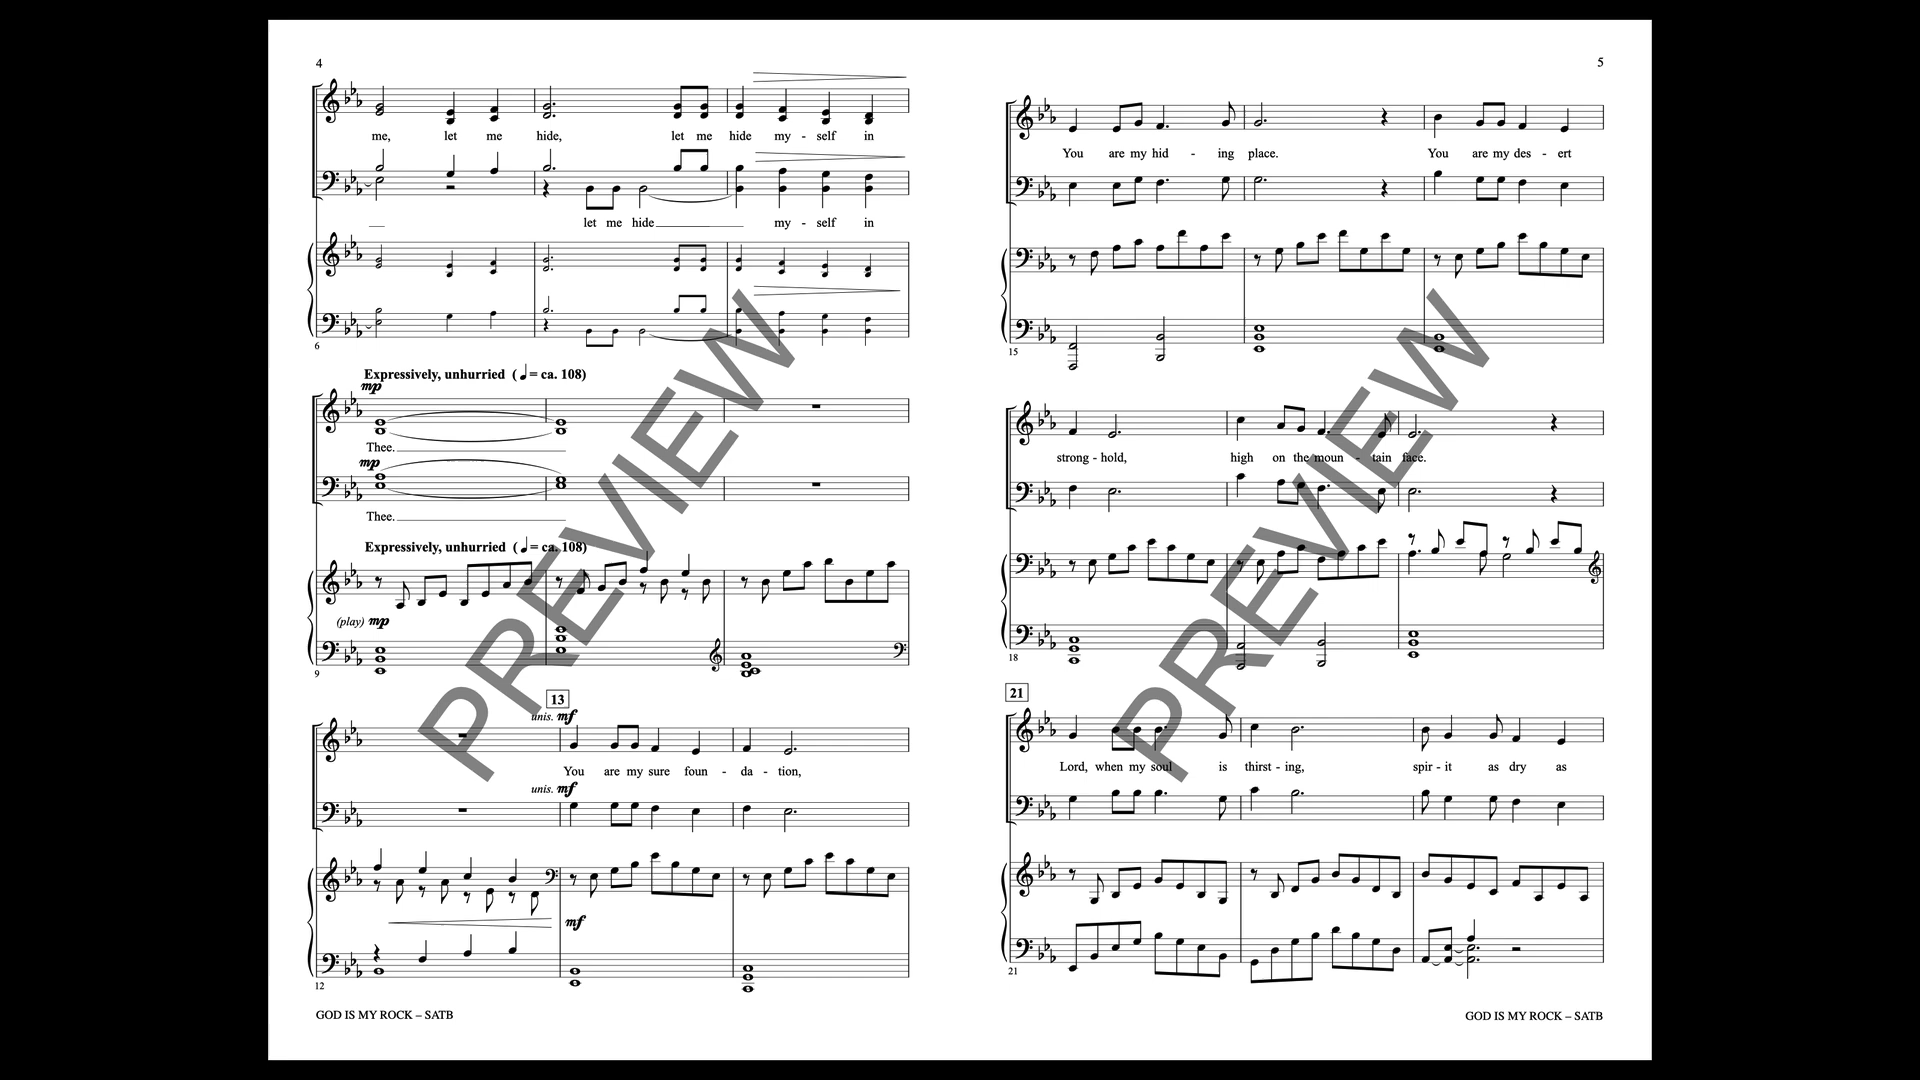 4
me, let me hide, let me hide my - self in
let me hide my - self in
6
Expressively, unhurried ( ♩ = ca. 108)
mp
Thee.
mp
Thee.
Expressively, unhurried ( ♩ = ca. 108)
(play) mp
9
13
unis. mf
You are my sure foun - da - tion,
unis. mf
mf
12
GOD IS MY ROCK – SATB
5
You are my hid - ing place. You are my des - ert
15
strong - hold, high on the moun - tain face.
18
21
Lord, when my soul is thirst - ing, spir - it as dry as
21
GOD IS MY ROCK – SATB
PREVIEW
PREVIEW